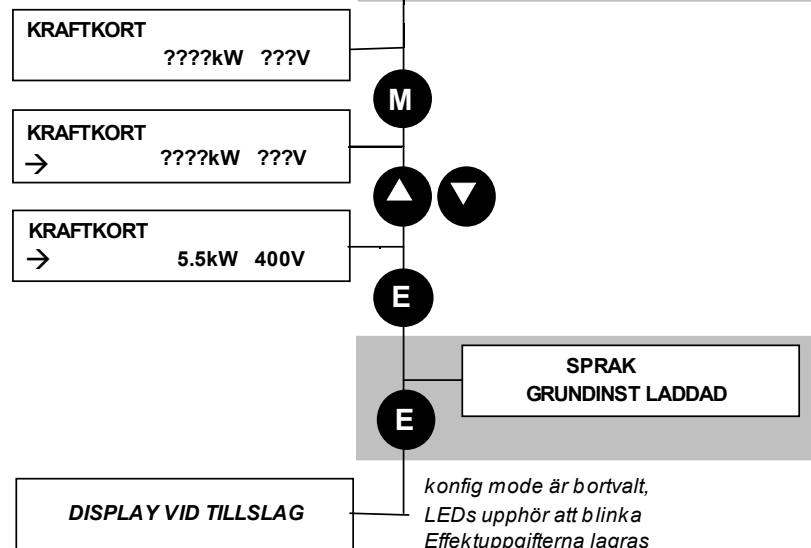 KRAFTKORT
????kW ???V
M
KRAFTKORT
→ ????kW ???V
KRAFTKORT
→ 5.5kW 400V
E
SPRAK
GRUNDINST LADDAD
E
DISPLAY VID TILLSLAG
konfig mode är bortvalt,
LEDs upphör att blinka
Effektuppgifterna lagras